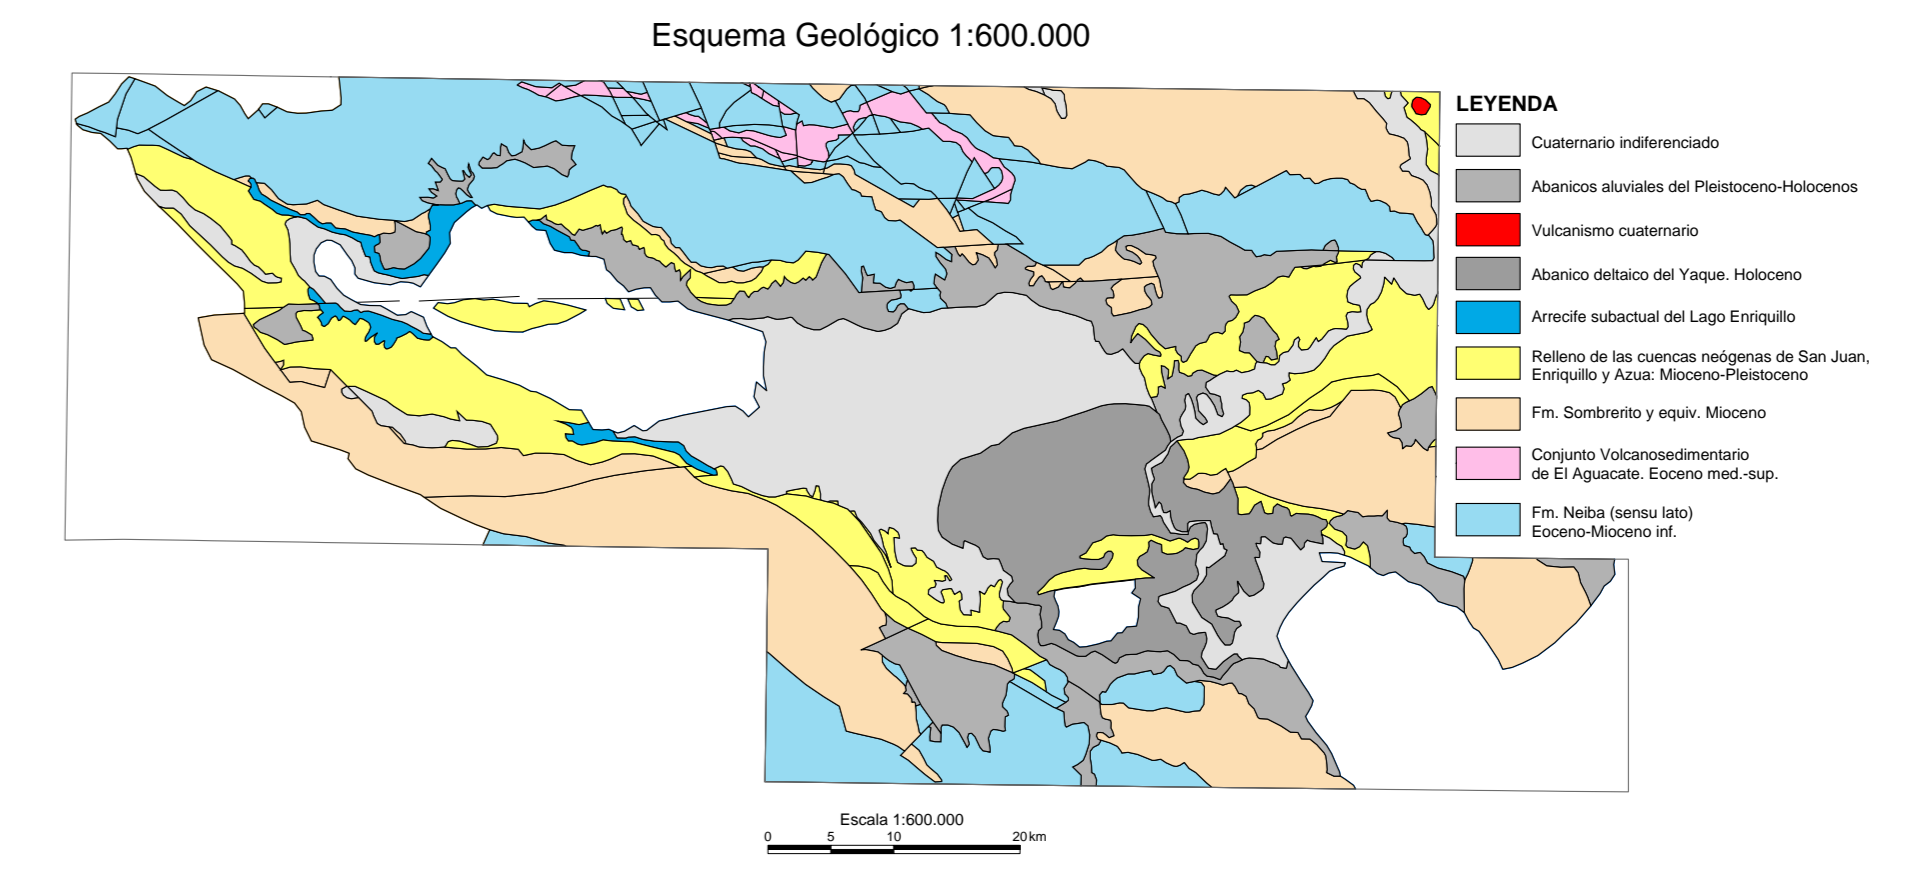 Esquema Geológico 1:600.000
LEYENDA
Cuaternario indiferenciado
Abanicos aluviales del Pleistoceno-Holocenos
Vulcanismo cuaternario
Abanico deltaico del Yaque. Holoceno
Arrecife subactual del Lago Enriquillo
Relleno de las cuencas neógenas de San Juan,
Enriquillo y Azua: Mioceno-Pleistoceno
Fm. Sombrerito y equiv. Mioceno
Conjunto Volcanosedimentario
de El Aguacate. Eoceno med.-sup.
Fm. Neiba (sensu lato)
Eoceno-Mioceno inf.
Escala 1:600.000
0 5 10 20 km